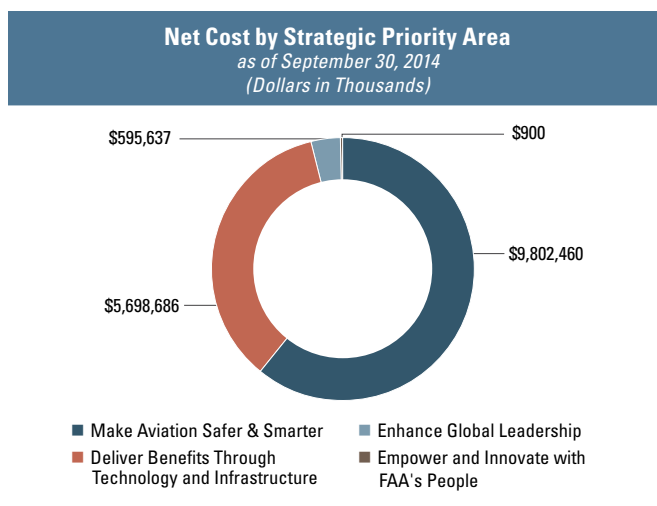 Net Cost by Strategic Priority Area
as of September 30, 2014
(Dollars in Thousands)
$595,637
$900
$9,802,460
$5,698,686
Make Aviation Safer & Smarter
Deliver Benefits Through
Technology and Infrastructure
Enhance Global Leadership
Empower and Innovate with
FAA's People